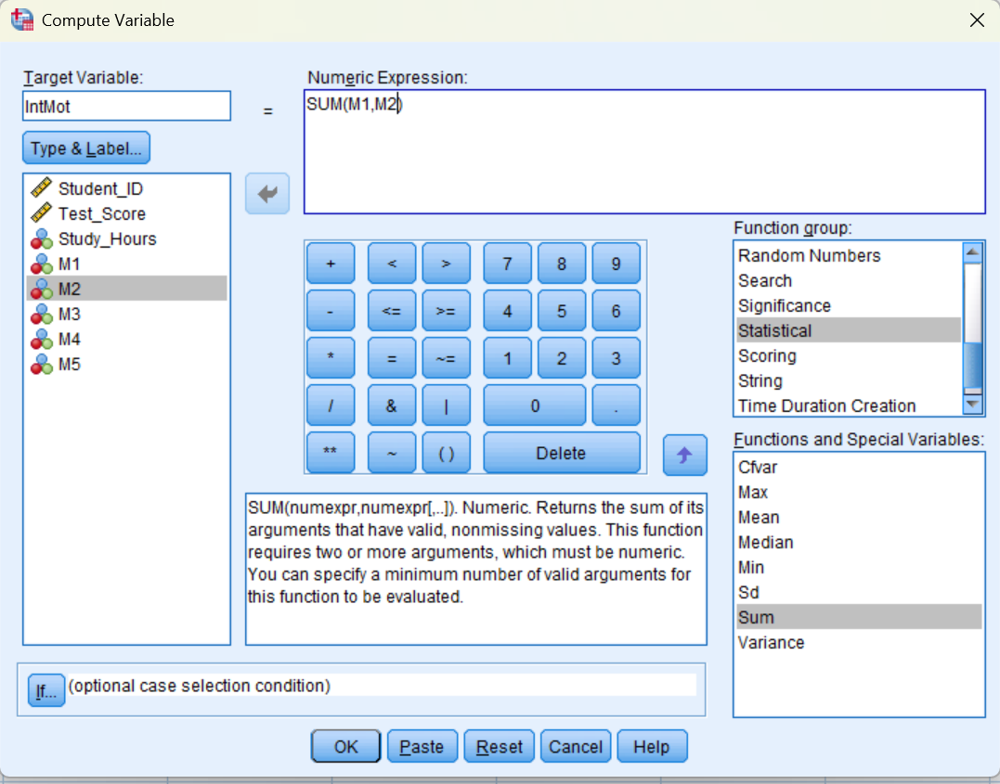 Compute Variable
Target Variable:
IntMot
=
Numeric Expression:
SUM(M1,M2)
Type & Label...
Student_ID
Test_Score
Study_Hours
M1
M2
M3
M4
M5
+ < > 7 8 9
- <= >= 4 5 6
* = ~= 1 2 3
/ & | 0 .
** ~ ( ) Delete
Function group:
Random Numbers
Search
Significance
Statistical
Scoring
String
Time Duration Creation
Functions and Special Variables:
Cfvar
Max
Mean
Median
Min
Sd
Sum
Variance
SUM(numexpr,numexpr[,..]). Numeric. Returns the sum of its
arguments that have valid, nonmissing values. This function
requires two or more arguments, which must be numeric.
You can specify a minimum number of valid arguments for
this function to be evaluated.
If... (optional case selection condition)
OK Paste Reset Cancel Help